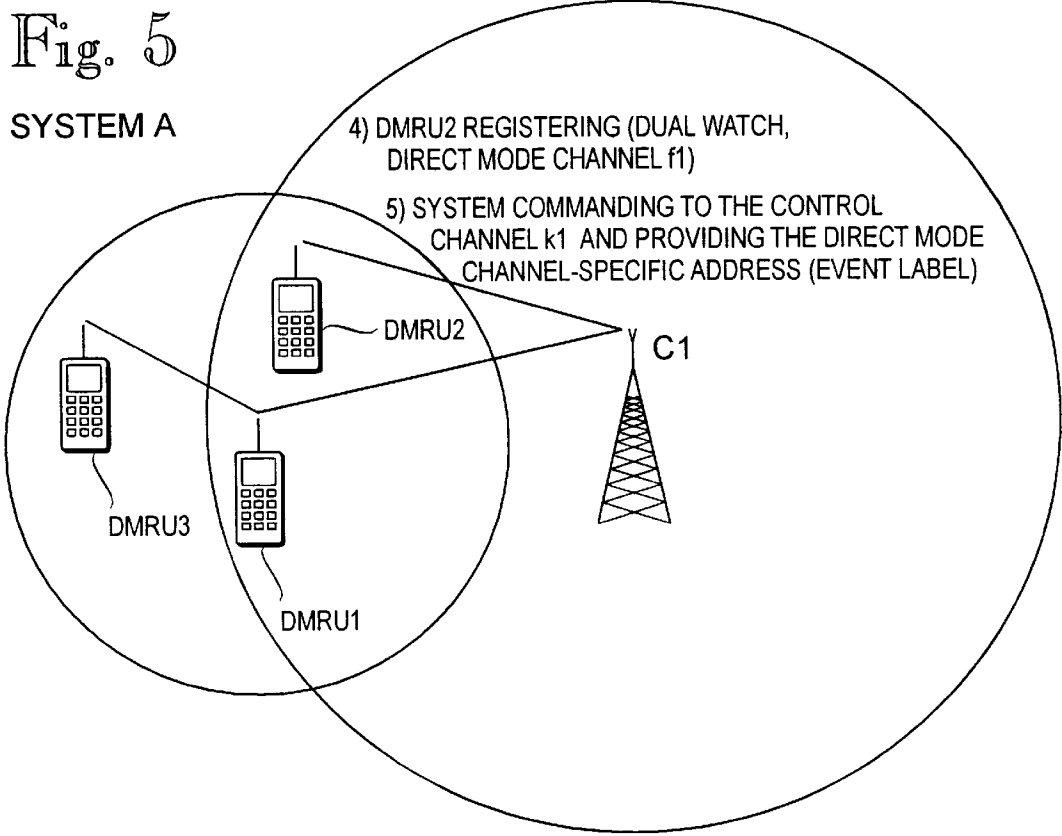 Fig. 5
SYSTEM A
4) DMRU2 REGISTERING (DUAL WATCH,
DIRECT MODE CHANNEL f1)
5) SYSTEM COMMANDING TO THE CONTROL
CHANNEL k1 AND PROVIDING THE DIRECT MODE
CHANNEL-SPECIFIC ADDRESS (EVENT LABEL)
DMRU2
C1
DMRU3
DMRU1